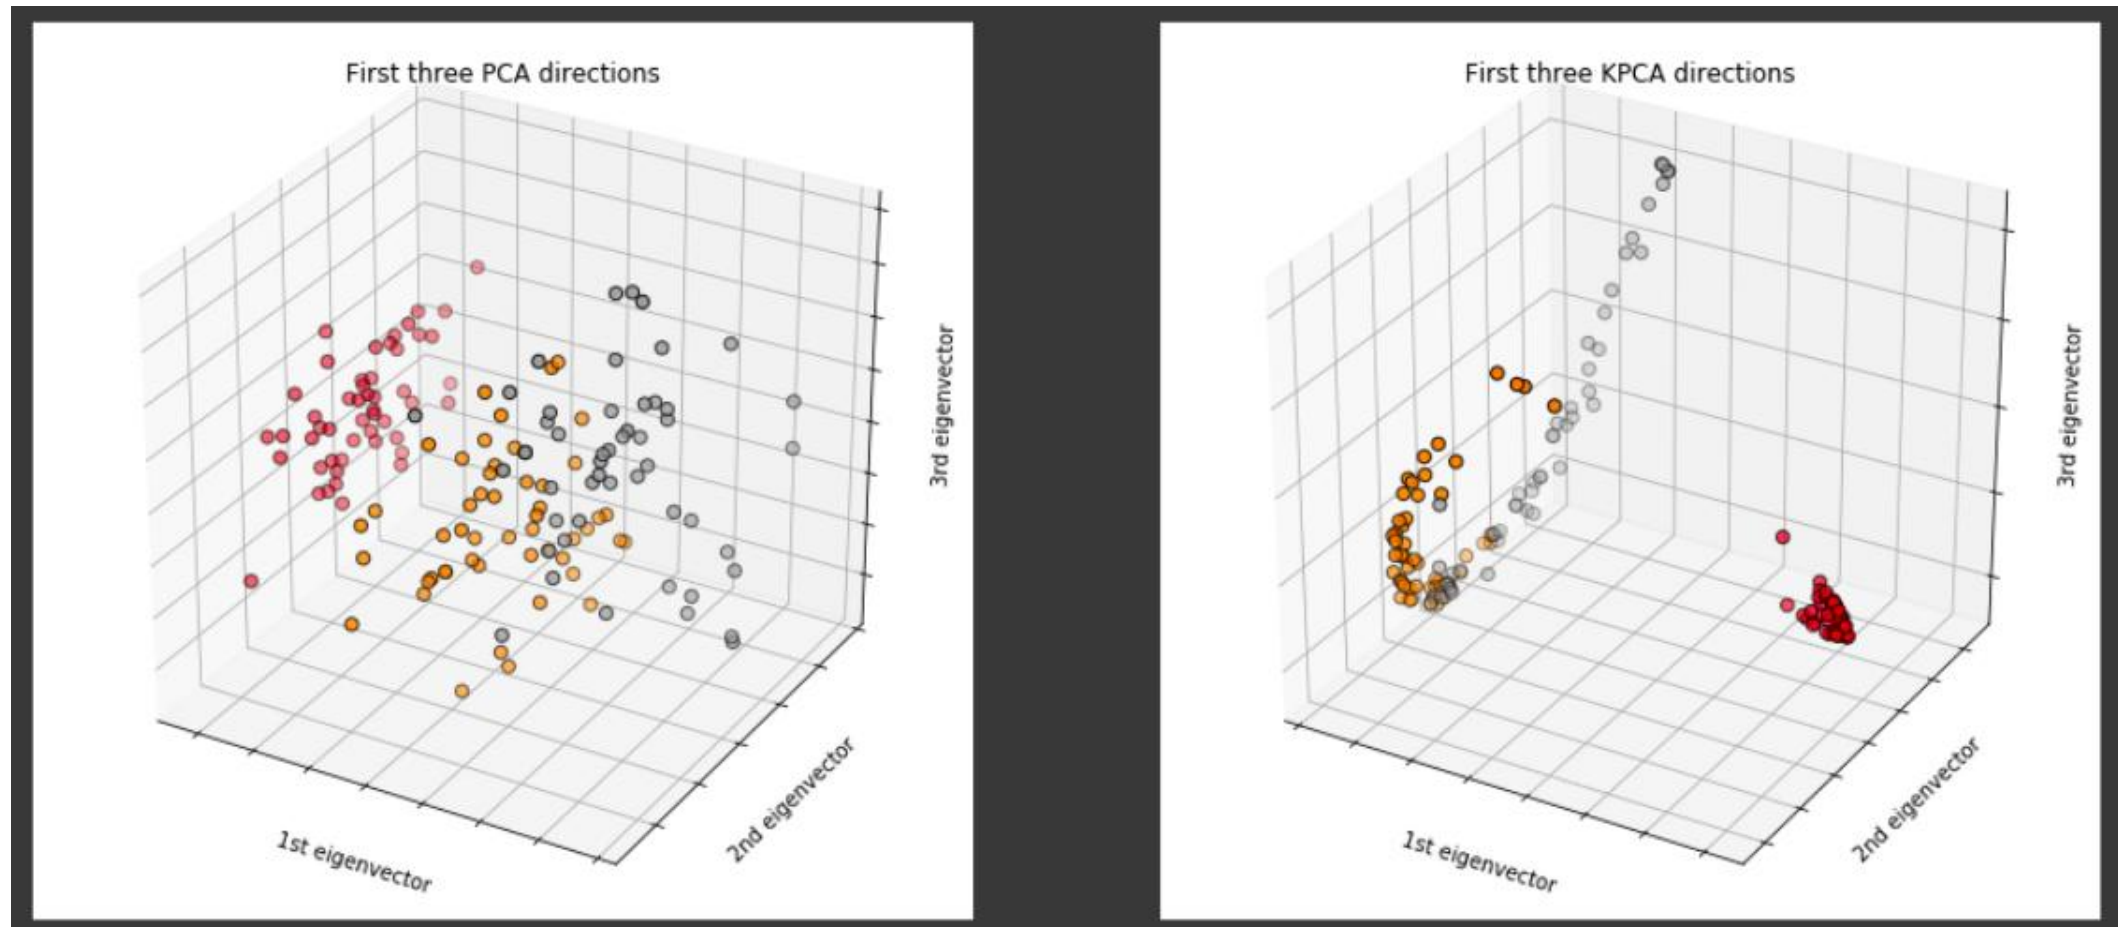 First three PCA directions
3rd eigenvector
2nd eigenvector
1st eigenvector
First three KPCA directions
3rd eigenvector
2nd eigenvector
1st eigenvector